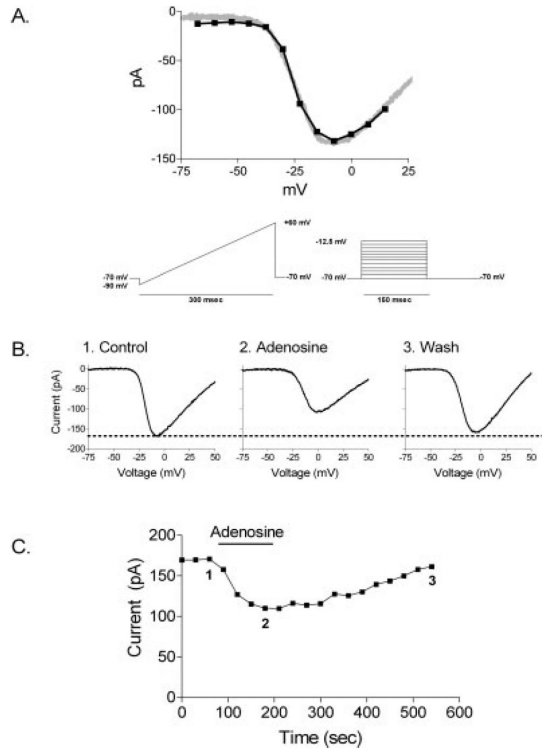 A.
0
-50
-100
-150
pA
-75 -50 -25 0 25
mV
+60 mV
-70 mV
-90 mV
-70 mV
300 msec
-12.5 mV
-70 mV
-70 mV
150 msec
B.
1. Control
2. Adenosine
3. Wash
Current (pA)
0
-50
-100
-150
-200
-75 -50 -25 0 25 50
-75 -50 -25 0 25 50
-75 -50 -25 0 25 50
Voltage (mV)
Voltage (mV)
Voltage (mV)
C.
Adenosine
Current (pA)
200
150
100
50
0
1
2
3
0 100 200 300 400 500 600
Time (sec)